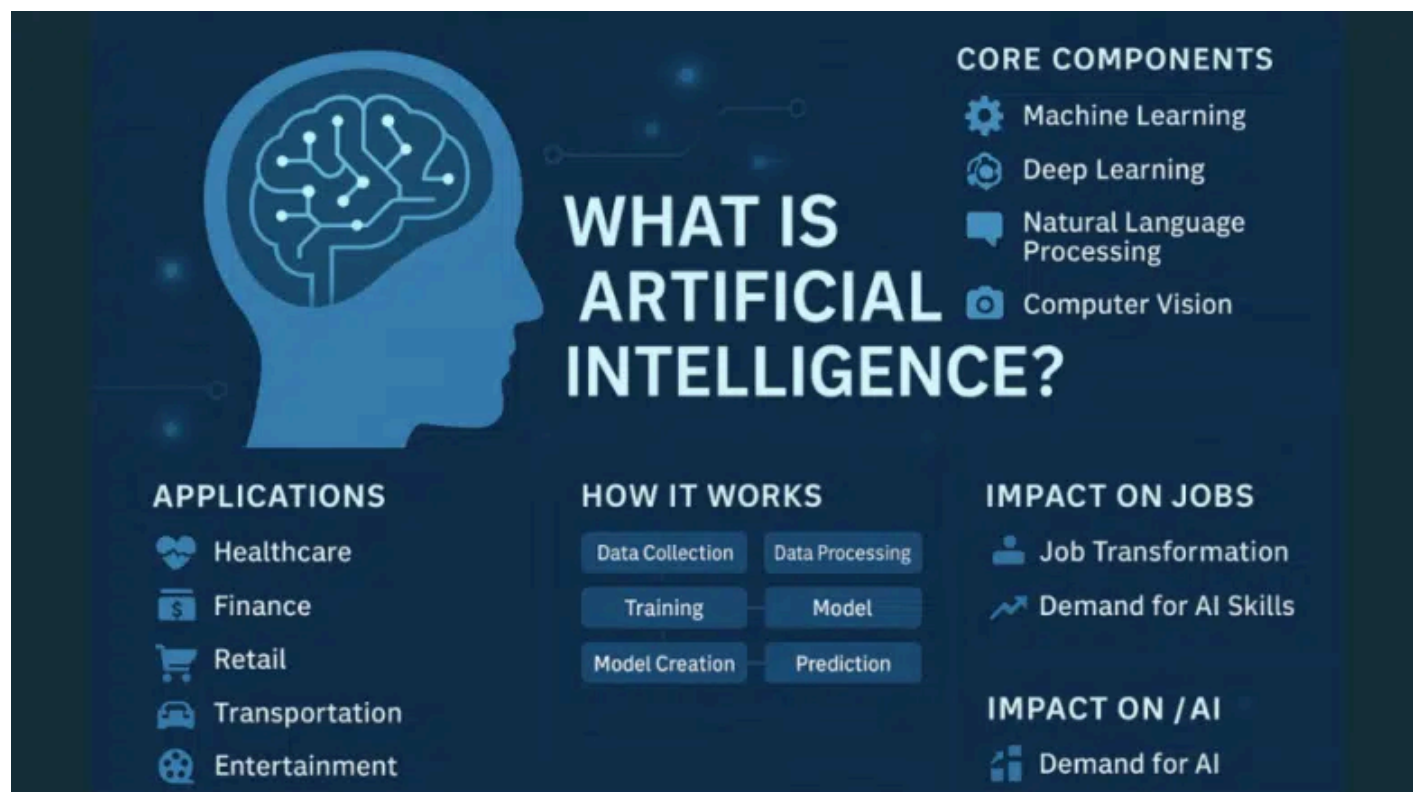 WHAT IS
ARTIFICIAL
INTELLIGENCE?
CORE COMPONENTS
Machine Learning
Deep Learning
Natural Language
Processing
Computer Vision
APPLICATIONS
Healthcare
$ Finance
Retail
Transportation
Entertainment
HOW IT WORKS
Data Collection Data Processing
Training Model
Model Creation Prediction
IMPACT ON JOBS
Job Transformation
Demand for AI Skills
IMPACT ON / AI
Demand for AI